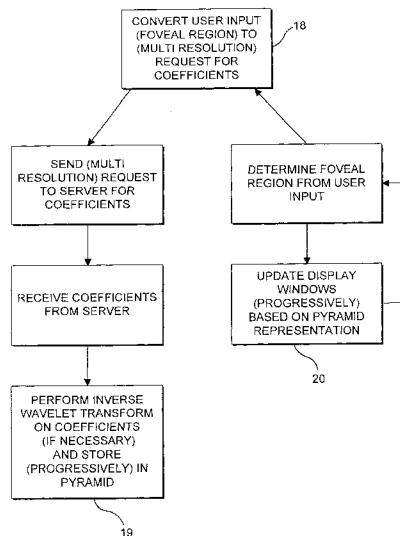 CONVERT USER INPUT
(FOVEAL REGION) TO
(MULTI RESOLUTION)
REQUEST FOR
COEFFICIENTS
18
SEND (MULTI
RESOLUTION) REQUEST
TO SERVER FOR
COEFFICIENTS
DETERMINE FOVEAL
REGION FROM USER
INPUT
RECEIVE COEFFICIENTS
FROM SERVER
UPDATE DISPLAY
WINDOWS
(PROGRESSIVELY)
BASED ON PYRAMID
REPRESENTATION
20
PERFORM INVERSE
WAVELET TRANSFORM
ON COEFFICIENTS
(IF NECESSARY)
AND STORE
(PROGRESSIVELY) IN
PYRAMID
19